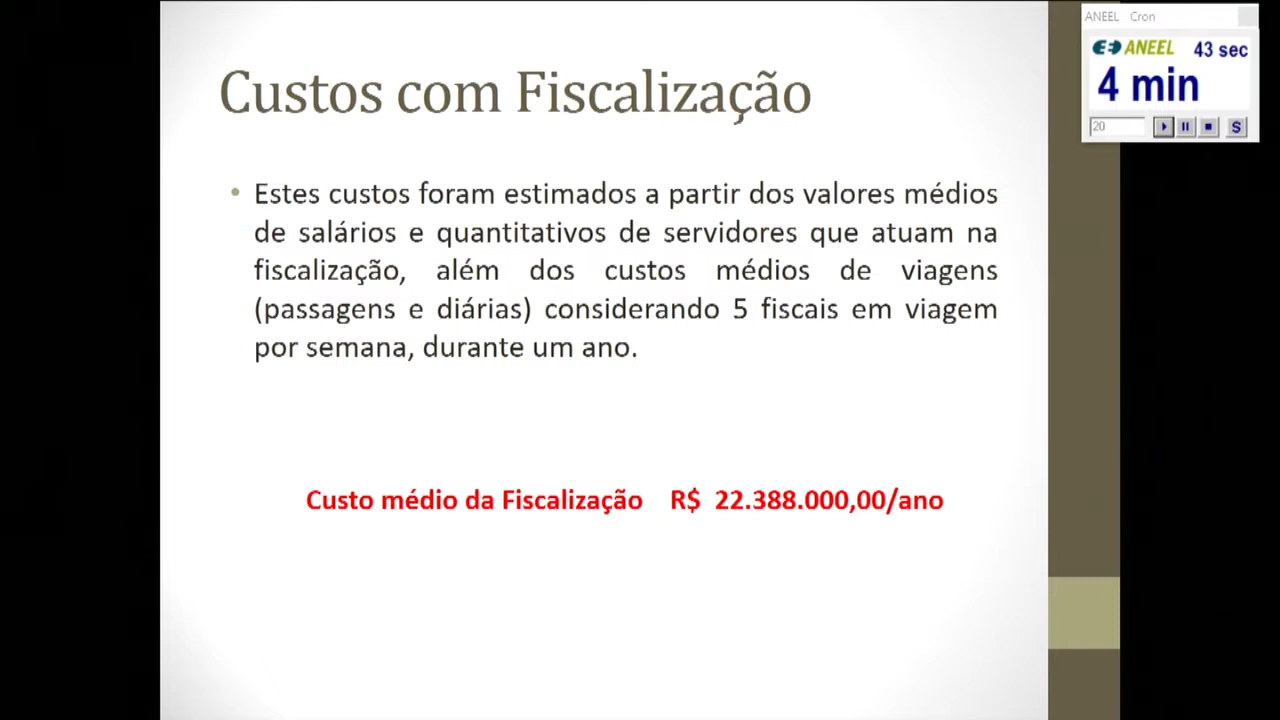 ANEEL Cron
ANEEL 43 sec
4 min
20
S
Custos com Fiscalização
• Estes custos foram estimados a partir dos valores médios
de salários e quantitativos de servidores que atuam na
fiscalização, além dos custos médios de viagens
(passagens e diárias) considerando 5 fiscais em viagem
por semana, durante um ano.
Custo médio da Fiscalização R$ 22.388.000,00/ano